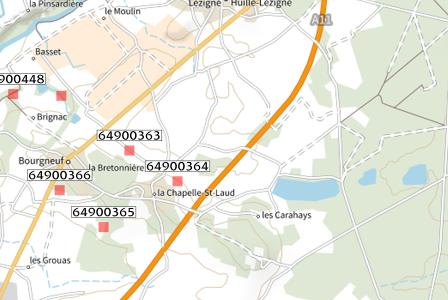 la Pinsardière
le Moulin
Lézigné
Huillé-Lézigné
A11
Basset
00448
Brignac
64900363
Bourgneuf
la Bretonnière
64900364
64900366
la Chapelle-St-Laud
64900365
les Carahays
les Grouas